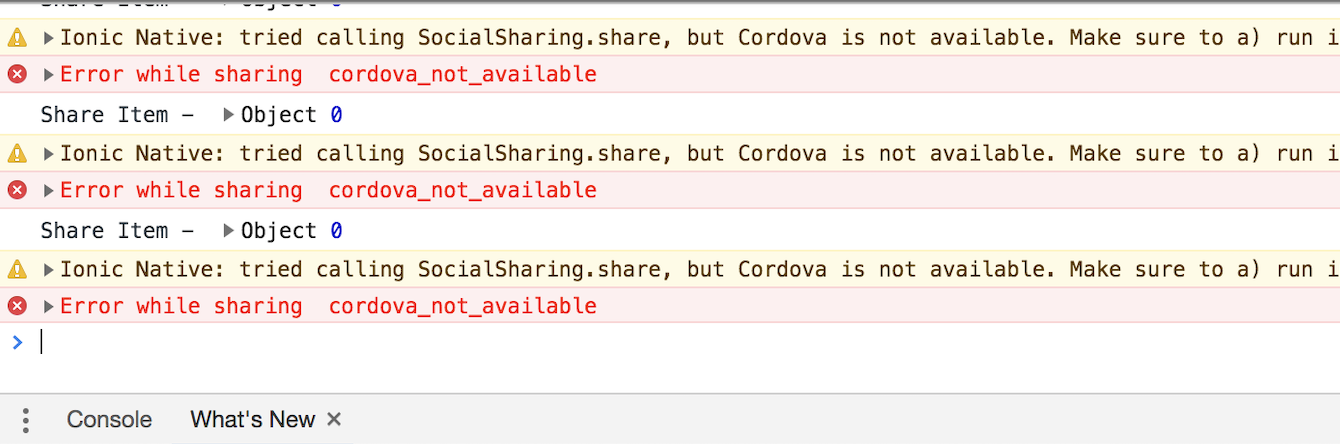 Share Item - Object 0
Ionic Native: tried calling SocialSharing.share, but Cordova is not available. Make sure to a) run i
Error while sharing cordova_not_available
Share Item - Object 0
Ionic Native: tried calling SocialSharing.share, but Cordova is not available. Make sure to a) run i
Error while sharing cordova_not_available
Share Item - Object 0
Ionic Native: tried calling SocialSharing.share, but Cordova is not available. Make sure to a) run i
Error while sharing cordova_not_available
>
Console What's New ×